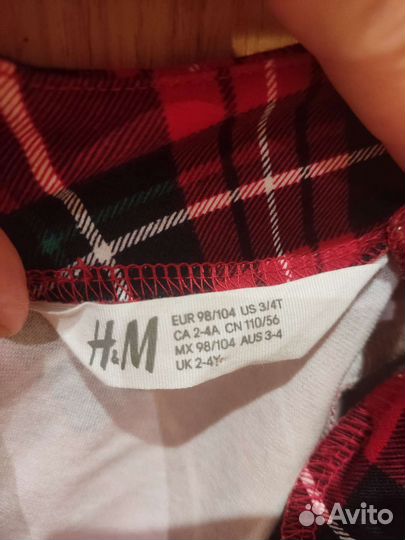 H&M
EUR 98/104 US 3/4T
CA 2-4A CN 110/56
MX 98/104 AUS 3-4
UK 2-4Y
Avito